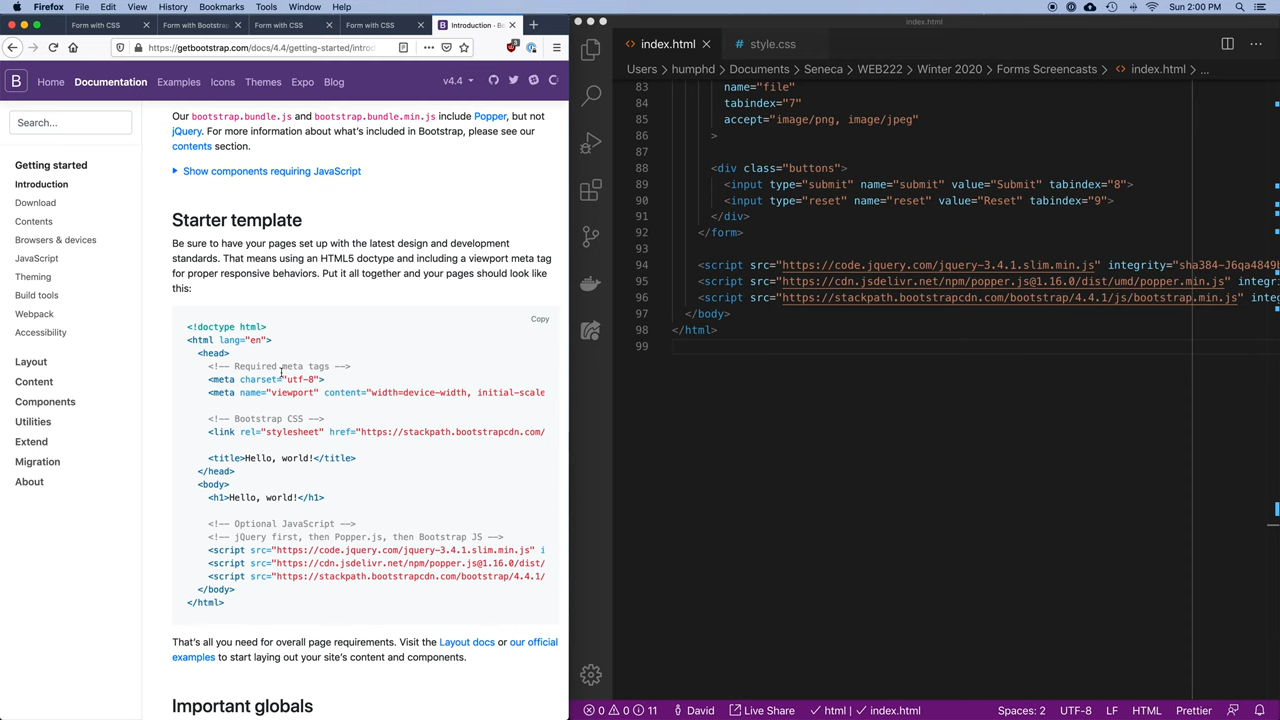 Firefox File Edit View History Bookmarks Tools Window Help
Sun 2:00 PM
Form with CSS
Form with Bootstrap
Form with CSS
Form with CSS
Introduction · Bo
https://getbootstrap.com/docs/4.4/getting-started/introd
B Home Documentation Examples Icons Themes Expo Blog v4.4
Search...
Getting started
Introduction
Download
Contents
Browsers & devices
JavaScript
Theming
Build tools
Webpack
Accessibility
Layout
Content
Components
Utilities
Extend
Migration
About
Our bootstrap.bundle.js and bootstrap.bundle.min.js include Popper, but not
jQuery. For more information about what's included in Bootstrap, please see our
contents section.
Show components requiring JavaScript
Starter template
Be sure to have your pages set up with the latest design and development
standards. That means using an HTML5 doctype and including a viewport meta tag
for proper responsive behaviors. Put it all together and your pages should look like
this:
Copy
<!doctype html>
<html lang="en">
<head>
<!-- Required meta tags -->
<meta charset="utf-8">
<meta name="viewport" content="width=device-width, initial-scale
<!-- Bootstrap CSS -->
<link rel="stylesheet" href="https://stackpath.bootstrapcdn.com/
<title>Hello, world!</title>
</head>
<body>
<h1>Hello, world!</h1>
<!-- Optional JavaScript -->
<!-- jQuery first, then Popper.js, then Bootstrap JS -->
<script src="https://code.jquery.com/jquery-3.4.1.slim.min.js" i
<script src="https://cdn.jsdelivr.net/npm/popper.js@1.16.0/dist/
<script src="https://stackpath.bootstrapcdn.com/bootstrap/4.4.1/
</body>
</html>
That's all you need for overall page requirements. Visit the Layout docs or our official
examples to start laying out your site's content and components.
Important globals
index.html
index.html
style.css
Users > humphd > Documents > Seneca > WEB222 > Winter 2020 > Forms Screencasts > index.html > ...
83 name="file"
84 tabindex="7"
85 accept="image/png, image/jpeg"
86 >
87
88 <div class="buttons">
89 <input type="submit" name="submit" value="Submit" tabindex="8">
90 <input type="reset" name="reset" value="Reset" tabindex="9">
91 </div>
92 </form>
93
94 <script src="https://code.jquery.com/jquery-3.4.1.slim.min.js" integrity="sha384-J6qa4849b
95 <script src="https://cdn.jsdelivr.net/npm/popper.js@1.16.0/dist/umd/popper.min.js" integri
96 <script src="https://stackpath.bootstrapcdn.com/bootstrap/4.4.1/js/bootstrap.min.js" integ
97 </body>
98 </html>
99
0 0 11 David Live Share html index.html Spaces: 2 UTF-8 LF HTML Prettier